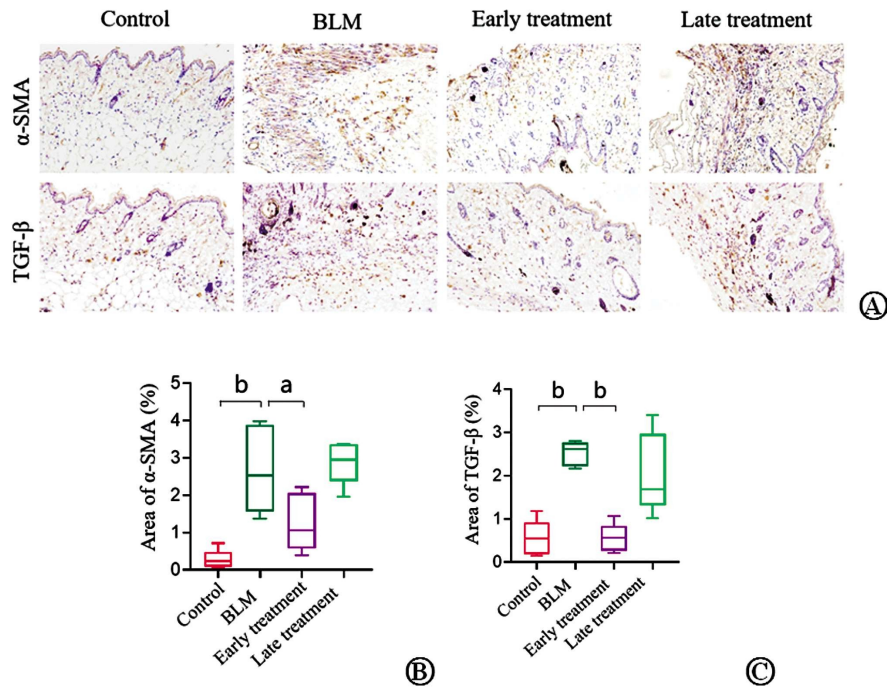 Control BLM Early treatment Late treatment
α-SMA
TGF-β
A
Area of α-SMA (%)
5
4
3
2
1
0
b a
Control
BLM
Early treatment
Late treatment
B
Area of TGF-β (%)
4
3
2
1
0
b b
Control
BLM
Early treatment
Late treatment
C